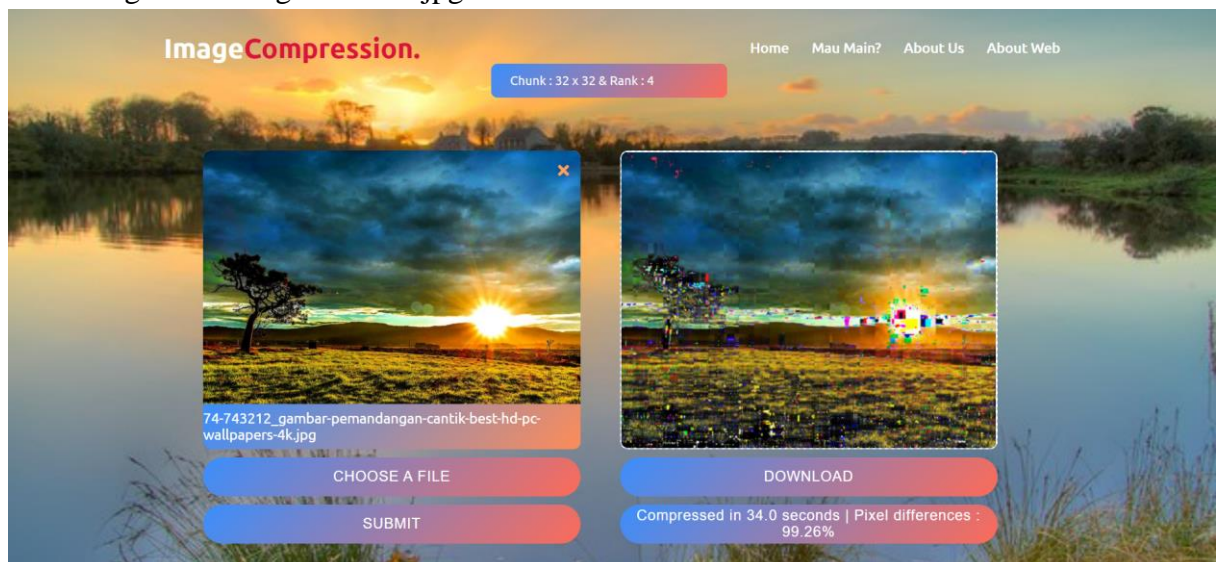 ImageCompression.
Home Mau Main? About Us About Web
Chunk : 32 x 32 & Rank : 4
74-743212_gambar-pemandangan-cantik-best-hd-pc-
wallpapers-4k.jpg
CHOOSE A FILE
DOWNLOAD
SUBMIT
Compressed in 34.0 seconds | Pixel differences :
99.26%